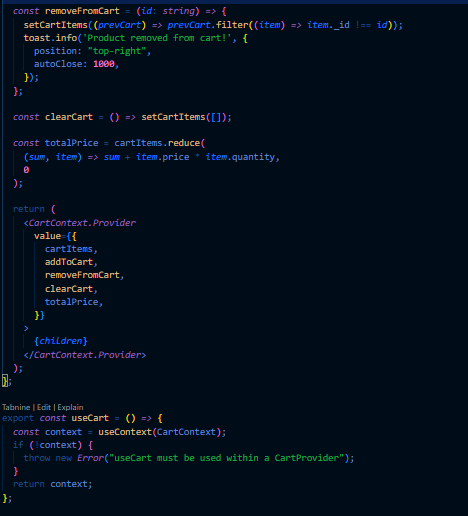 const removeFromCart = (id: string) => {
setCartItems((prevCart) => prevCart.filter((item) => item._id !== id));
toast.info('Product removed from cart!', {
position: "top-right",
autoClose: 1000,
});
};
const clearCart = () => setCartItems([]);
const totalPrice = cartItems.reduce(
(sum, item) => sum + item.price * item.quantity,
0
);
return (
<CartContext.Provider
value={{
cartItems,
addToCart,
removeFromCart,
clearCart,
totalPrice,
}}
>
{children}
</CartContext.Provider>
);
};
Tabnine | Edit | Explain
export const useCart = () => {
const context = useContext(CartContext);
if (!context) {
throw new Error("useCart must be used within a CartProvider");
}
return context;
};